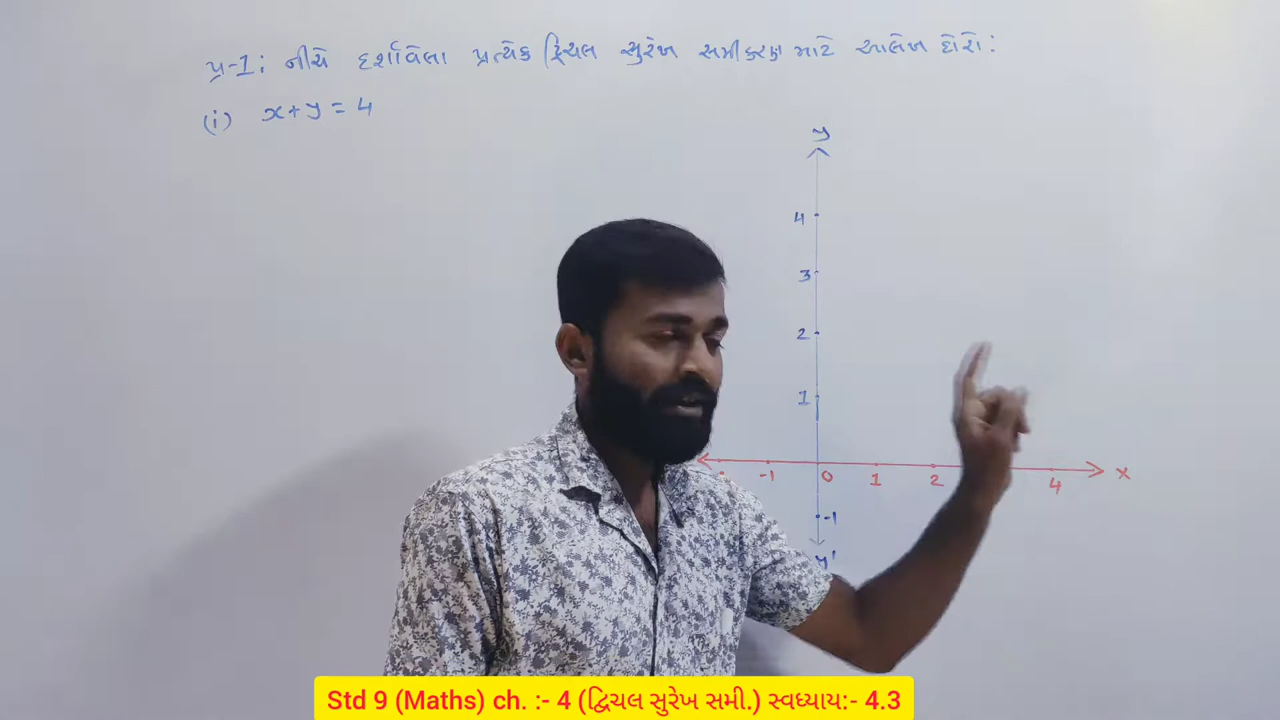 પ્ર-1: નીચે દર્શાવેલા પ્રત્યેક દ્વિચલ સુરેખ સમીકરણ માટે આલેખ દોરો:
(i) x+y = 4
y
4
3
2
1
-1 0 1 2 4 x
-1
y'
Std 9 (Maths) ch. :- 4 (દ્વિચલ સુરેખ સમી.) સ્વધ્યાય:- 4.3